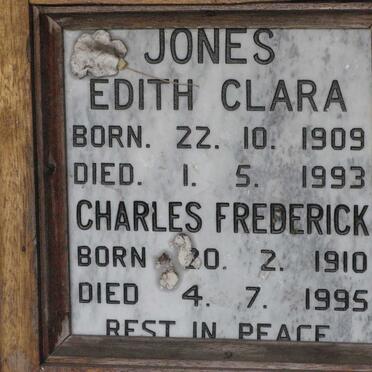 JONES
EDITH CLARA
BORN. 22. 10. 1909
DIED. 1. 5. 1993
CHARLES FREDERICK
BORN 20. 2. 1910
DIED 4. 7. 1995
REST IN PEACE